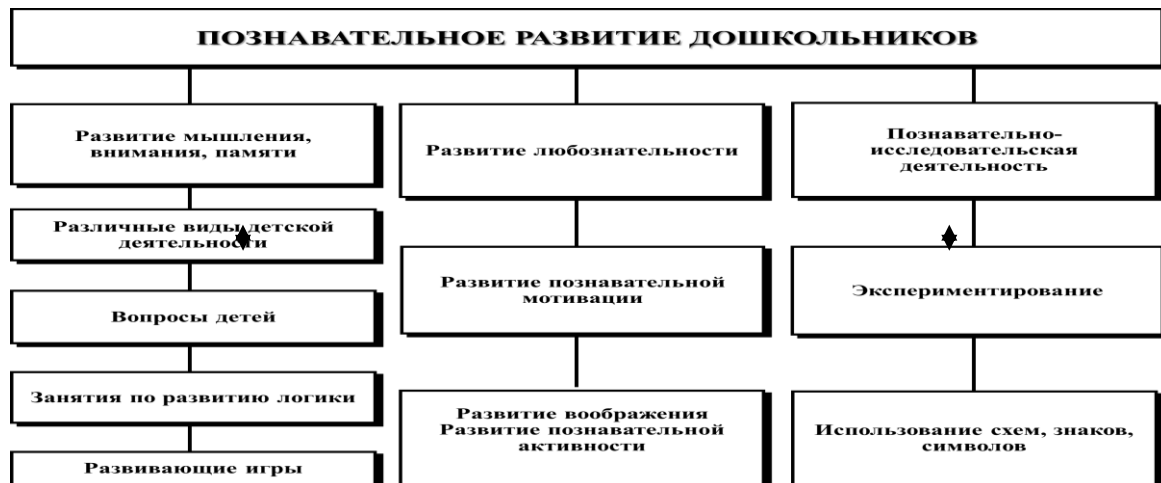 ПОЗНАВАТЕЛЬНОЕ РАЗВИТИЕ ДОШКОЛЬНИКОВ
Развитие мышления,
внимания, памяти
Различные виды детской
деятельности
Вопросы детей
Занятия по развитию логики
Развивающие игры
Развитие любознательности
Развитие познавательной
мотивации
Развитие воображения
Развитие познавательной
активности
Познавательно-
исследовательская
деятельность
Экспериментирование
Использование схем, знаков,
символов